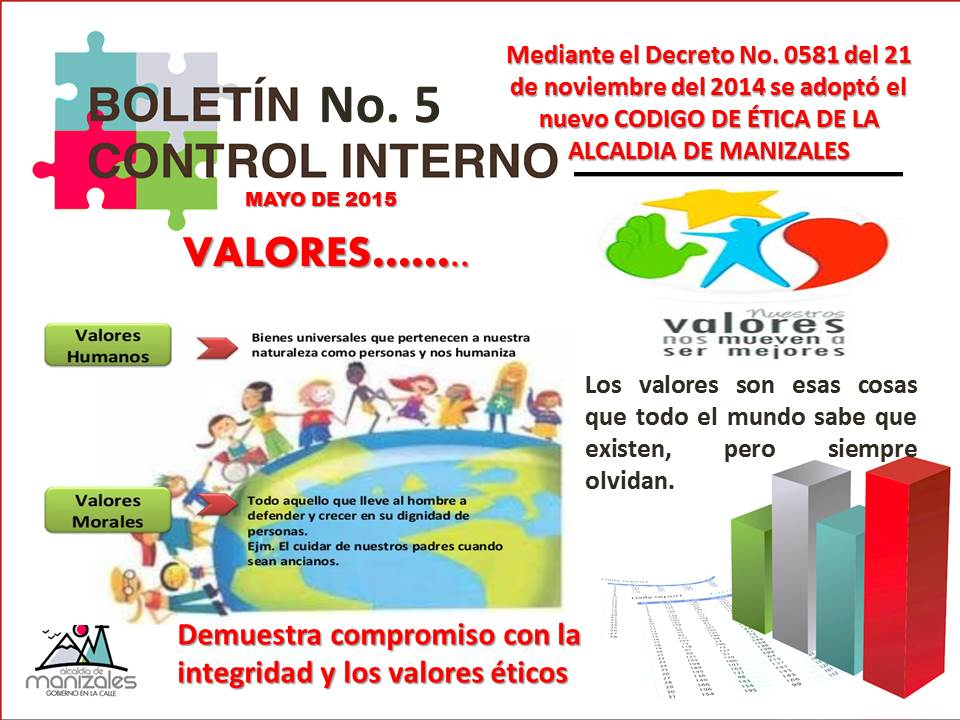 BOLETÍN No. 5
CONTROL INTERNO
MAYO DE 2015
Mediante el Decreto No. 0581 del 21
de noviembre del 2014 se adoptó el
nuevo CODIGO DE ÉTICA DE LA
ALCALDIA DE MANIZALES
VALORES........
Nuestros
valores
nos mueven a
ser mejores
Valores
Humanos
Bienes universales que pertenecen a nuestra
naturaleza como personas y nos humaniza
Los valores son esas cosas
que todo el mundo sabe que
existen, pero siempre
olvidan.
Valores
Morales
Todo aquello que lleve al hombre a
defender y crecer en su dignidad de
personas.
Ejm. El cuidar de nuestros padres cuando
sean ancianos.
Daily report
Daily report
Demuestra compromiso con la
integridad y los valores éticos
alcaldía de
manizales
GOBIERNO EN LA CALLE